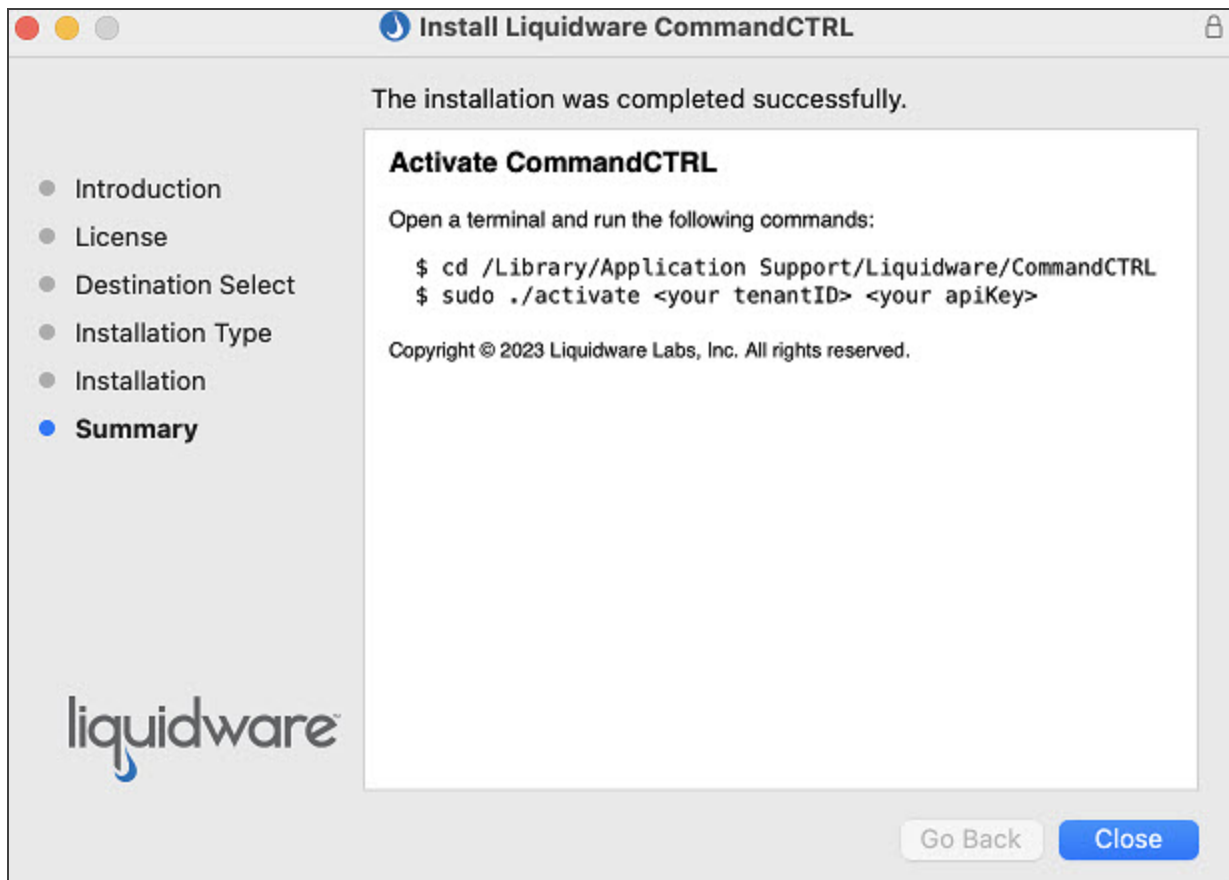 Install Liquidware CommandCTRL
The installation was completed successfully.
Introduction
License
Destination Select
Installation Type
Installation
Summary
Activate CommandCTRL
Open a terminal and run the following commands:
$ cd /Library/Application Support/Liquidware/CommandCTRL
$ sudo ./activate <your tenantID> <your apiKey>
Copyright © 2023 Liquidware Labs, Inc. All rights reserved.
liquidware™
Go Back
Close